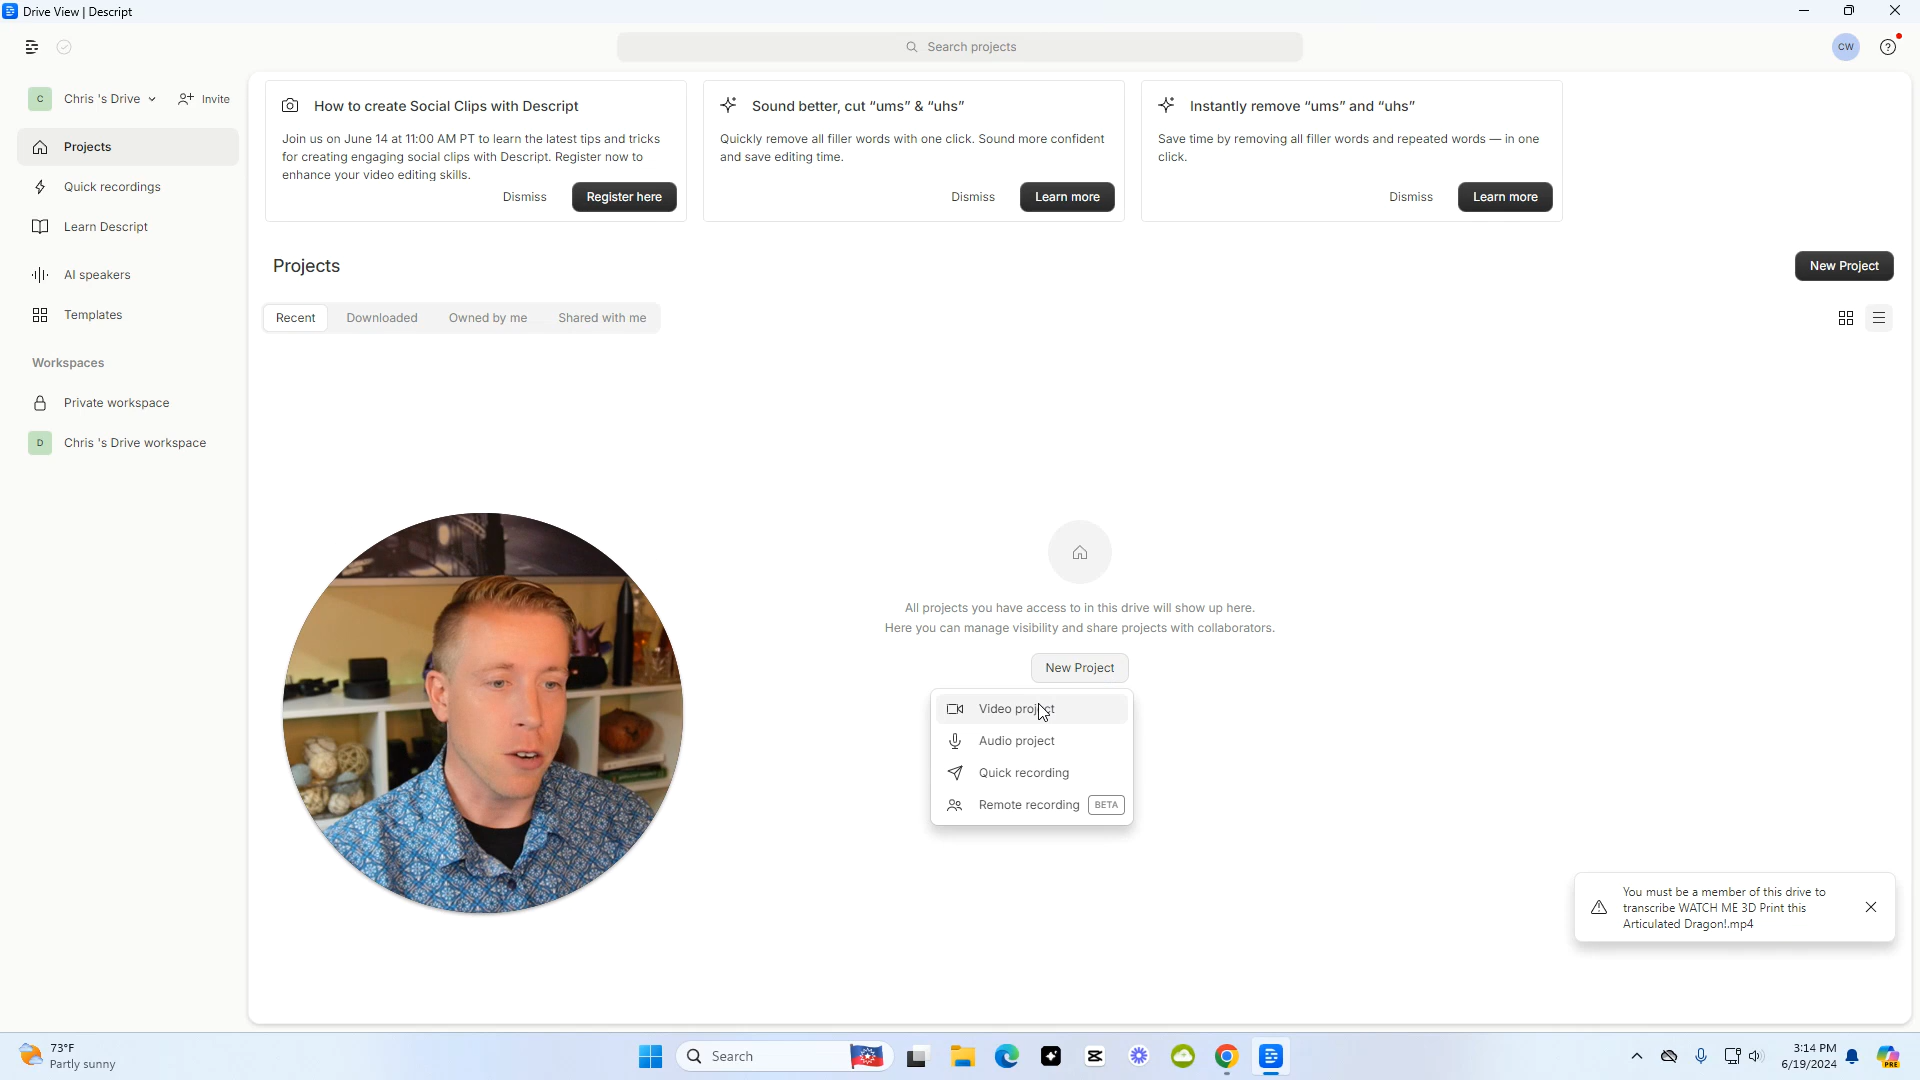 Drive View | Descript
Search projects
CW
C Chris 's Drive
Invite
Projects
Quick recordings
Learn Descript
AI speakers
Templates
Workspaces
Private workspace
D Chris 's Drive workspace
How to create Social Clips with Descript
Join us on June 14 at 11:00 AM PT to learn the latest tips and tricks
for creating engaging social clips with Descript. Register now to
enhance your video editing skills.
Dismiss
Register here
Sound better, cut “ums” & “uhs”
Quickly remove all filler words with one click. Sound more confident
and save editing time.
Dismiss
Learn more
Instantly remove “ums” and “uhs”
Save time by removing all filler words and repeated words — in one
click.
Dismiss
Learn more
Projects
New Project
Recent
Downloaded
Owned by me
Shared with me
All projects you have access to in this drive will show up here.
Here you can manage visibility and share projects with collaborators.
New Project
Video project
Audio project
Quick recording
Remote recording BETA
You must be a member of this drive to
transcribe WATCH ME 3D Print this
Articulated Dragon!.mp4
73°F
Partly sunny
Search
3:14 PM
6/19/2024
PRE